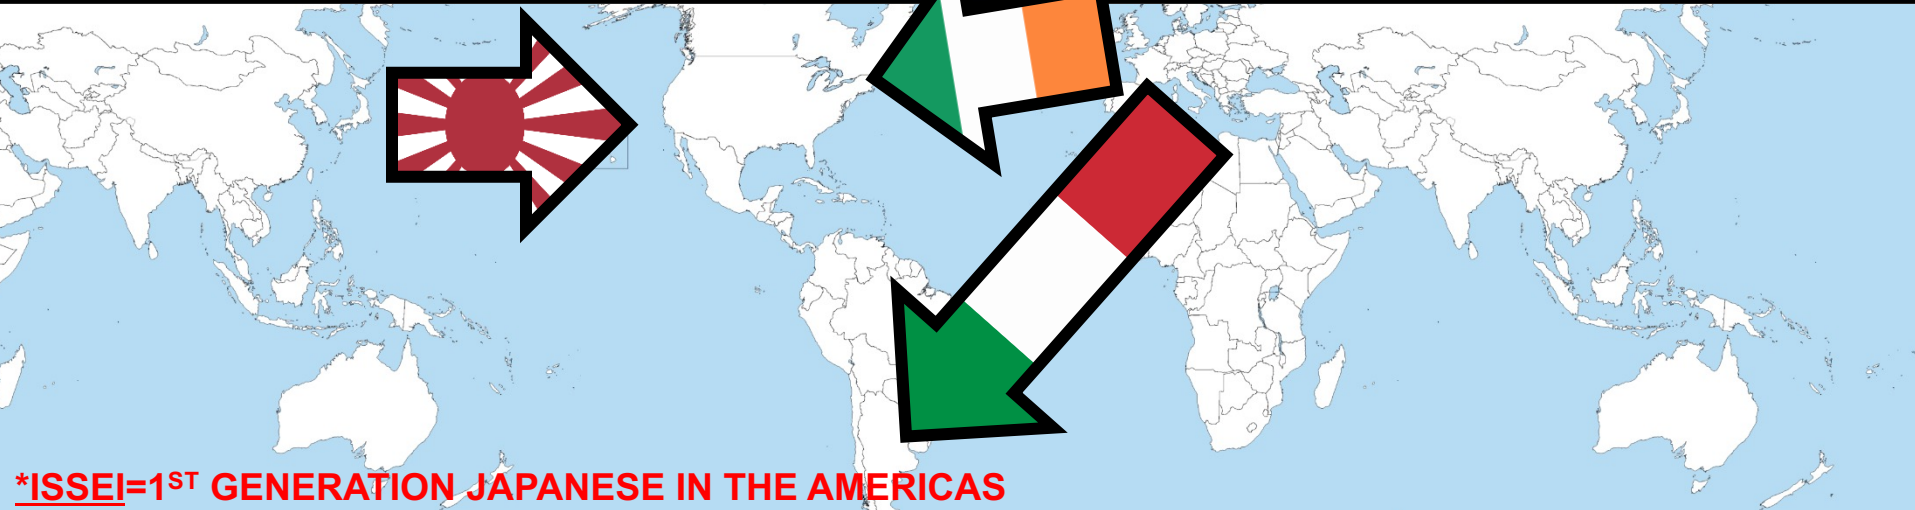 *ISSEI=1ST GENERATION JAPANESE IN THE AMERICAS